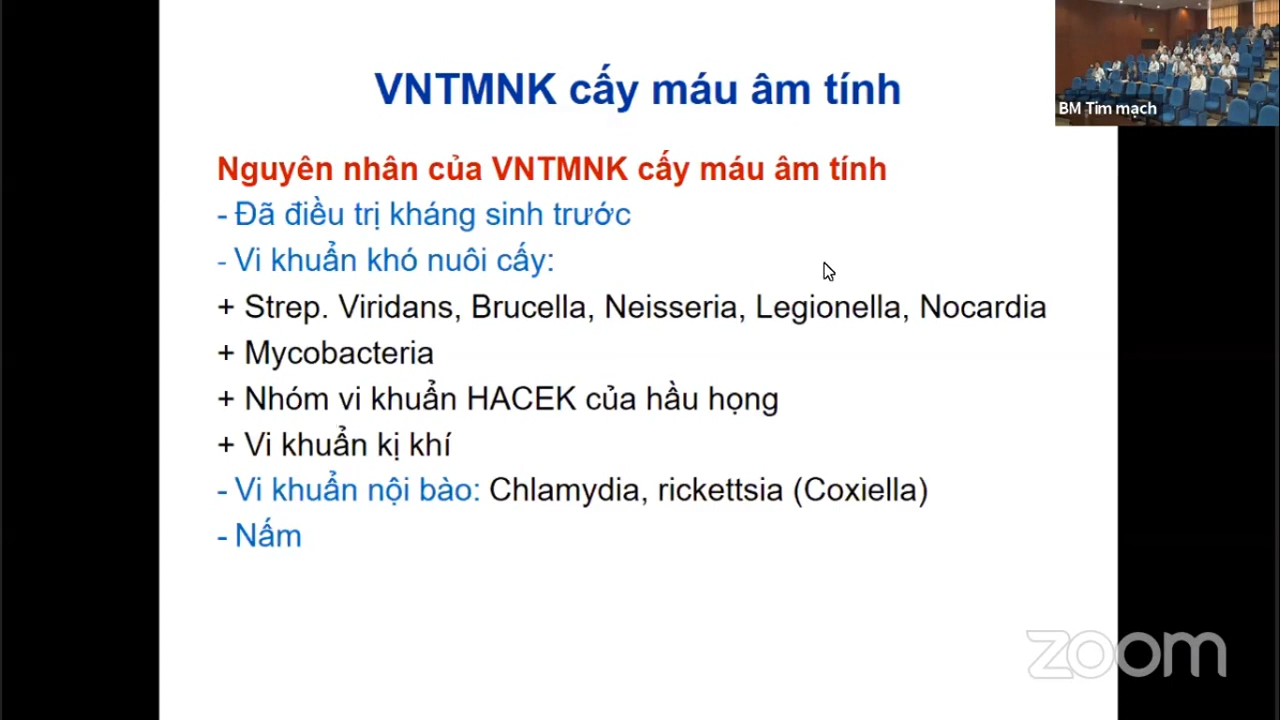 VNTMNK cấy máu âm tính
BM Tim mạch
Nguyên nhân của VNTMNK cấy máu âm tính
- Đã điều trị kháng sinh trước
- Vi khuẩn khó nuôi cấy:
+ Strep. Viridans, Brucella, Neisseria, Legionella, Nocardia
+ Mycobacteria
+ Nhóm vi khuẩn HACEK của hầu họng
+ Vi khuẩn kị khí
- Vi khuẩn nội bào: Chlamydia, rickettsia (Coxiella)
- Nấm
zoom